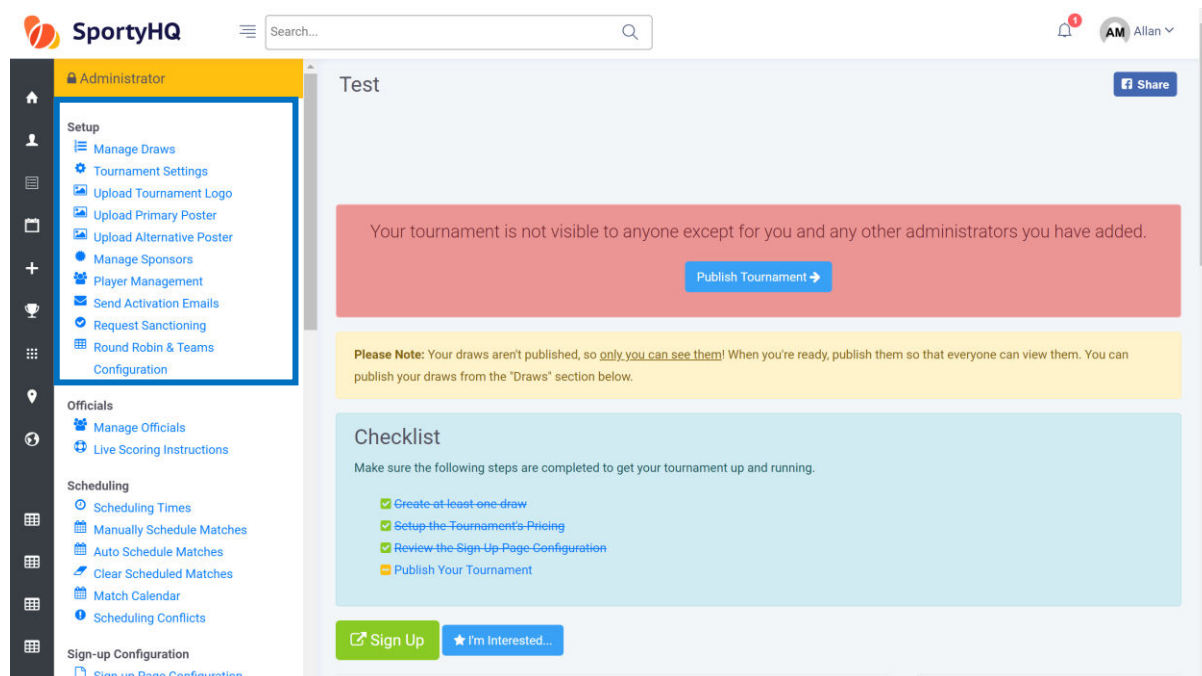 SportyHQ
Search...
1
AM Allan
Administrator
Setup
Manage Draws
Tournament Settings
Upload Tournament Logo
Upload Primary Poster
Upload Alternative Poster
Manage Sponsors
Player Management
Send Activation Emails
Request Sanctioning
Round Robin & Teams
Configuration
Officials
Manage Officials
Live Scoring Instructions
Scheduling
Scheduling Times
Manually Schedule Matches
Auto Schedule Matches
Clear Scheduled Matches
Match Calendar
Scheduling Conflicts
Sign-up Configuration
Sign-up Page Configuration
Test
Share
Your tournament is not visible to anyone except for you and any other administrators you have added.
Publish Tournament
Please Note: Your draws aren't published, so only you can see them! When you're ready, publish them so that everyone can view them. You can
publish your draws from the "Draws" section below.
Checklist
Make sure the following steps are completed to get your tournament up and running.
Create at least one draw
Setup the Tournament's Pricing
Review the Sign Up Page Configuration
Publish Your Tournament
Sign Up
I'm Interested...